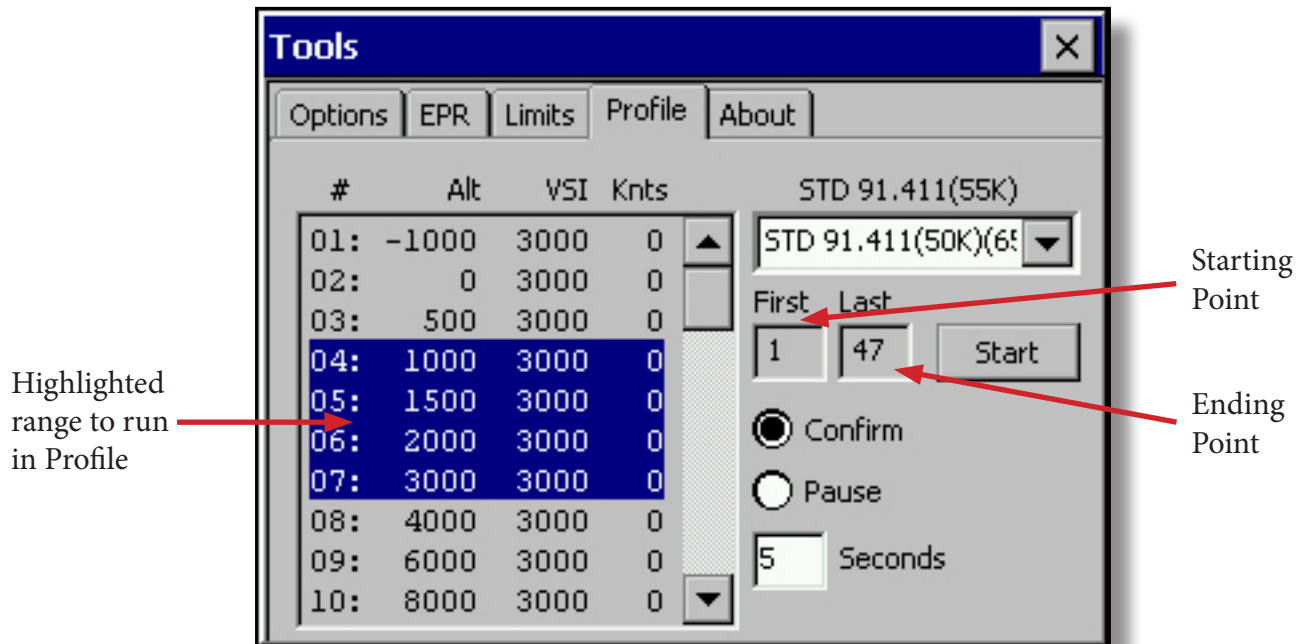 Tools
Options EPR Limits Profile About
# Alt VSI Knts
01: -1000 3000 0
02: 0 3000 0
03: 500 3000 0
04: 1000 3000 0
05: 1500 3000 0
06: 2000 3000 0
07: 3000 3000 0
08: 4000 3000 0
09: 6000 3000 0
10: 8000 3000 0
STD 91.411(55K)
STD 91.411(50K)(65
First Last
1 47 Start
Confirm
Pause
5 Seconds
Highlighted
range to run
in Profile
Starting
Point
Ending
Point